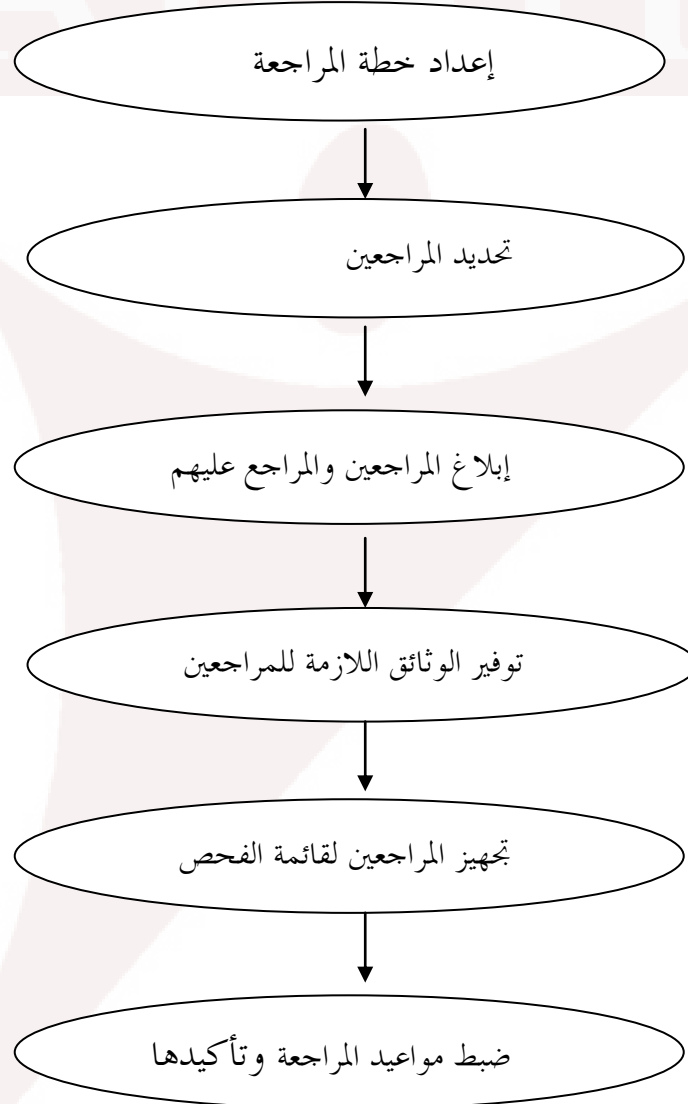 إعداد خطة المراجعة
تحديد المراجعين
إبلاغ المراجعين والمراجع عليهم
توفير الوثائق اللازمة للمراجعين
تجهيز المراجعين لقائمة الفحص
ضبط مواعيد المراجعة وتأكيدها